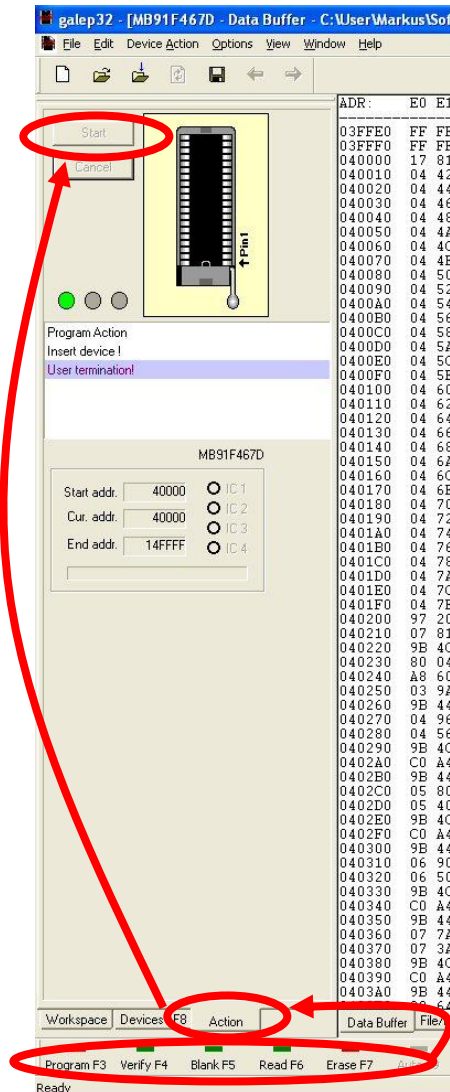 galep32 - [MB91F467D - Data Buffer - C:\User\Markus\Sof
File Edit Device Action Options View Window Help
ADR: E0 E1
Start
Cancel
Pin1
Program Action
Insert device !
User termination!
MB91F467D
Start addr. 40000 IC 1
Cur. addr. 40000 IC 2
IC 3
End addr. 14FFFF IC 4
03FFE0 FF
03FFF0 FF
040000 17 81
040010 04 42
040020 04 44
040030 04 46
040040 04 48
040050 04 4A
040060 04 4C
040070 04 4E
040080 04 50
040090 04 52
0400A0 04 54
0400B0 04 56
0400C0 04 58
0400D0 04 5A
0400E0 04 5C
0400F0 04 5E
040100 04 60
040110 04 62
040120 04 64
040130 04 66
040140 04 68
040150 04 6A
040160 04 6C
040170 04 6E
040180 04 70
040190 04 72
0401A0 04 74
0401B0 04 76
0401C0 04 78
0401D0 04 7A
0401E0 04 7C
0401F0 04 7E
040200 97 20
040210 07 81
040220 9B 4C
040230 80 04
040240 A8 60
040250 03 9A
040260 9B 44
040270 04 96
040280 04 56
040290 9B 4C
0402A0 C0 A4
0402B0 9B 44
0402C0 05 80
0402D0 05 40
0402E0 9B 4C
0402F0 C0 A4
040300 9B 44
040310 06 90
040320 06 50
040330 9B 4C
040340 C0 A4
040350 9B 44
040360 07 7A
040370 07 3A
040380 9B 4C
040390 C0 A4
0403A0 9B 44
Workspace Devices F8 Action Data Buffer File/
Program F3 Verify F4 Blank F5 Read F6 Erase F7
Ready